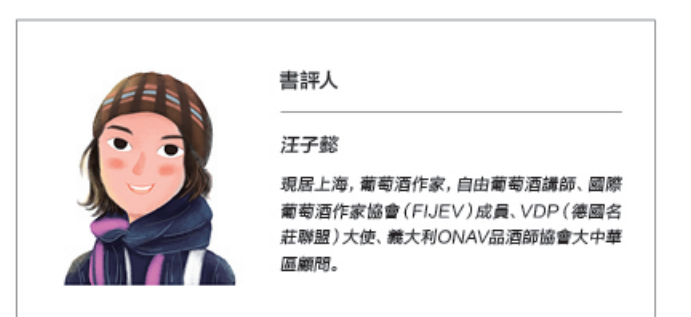 書評人
汪子懿
現居上海，葡萄酒作家，自由葡萄酒講師、國際
葡萄酒作家協會（FIJEV）成員、VDP（德國名
莊聯盟）大使、義大利ONAV品酒師協會大中華
區顧問。